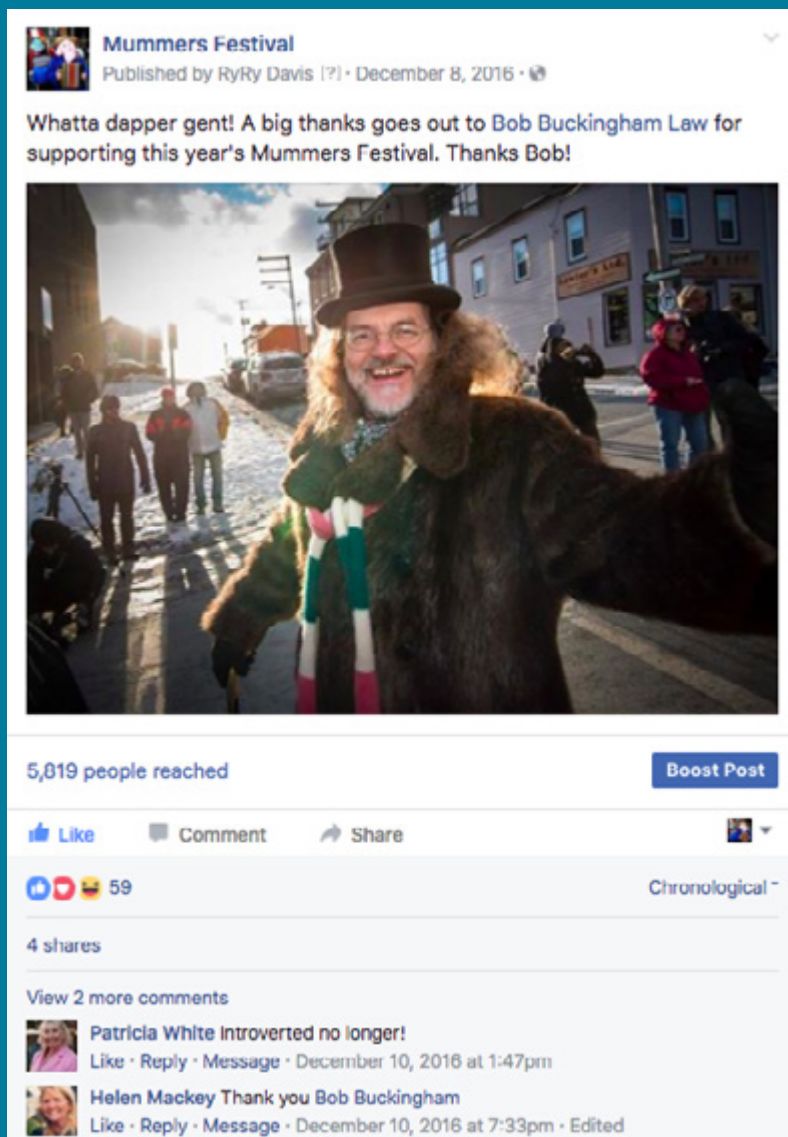 Mummers Festival
Published by RyRy Davis [?] · December 8, 2016 ·
Whatta dapper gent! A big thanks goes out to Bob Buckingham Law for
supporting this year's Mummers Festival. Thanks Bob!
5,819 people reached
Boost Post
Like Comment Share
59 Chronological
4 shares
View 2 more comments
Patricia White Introverted no longer!
Like · Reply · Message · December 10, 2016 at 1:47pm
Helen Mackey Thank you Bob Buckingham
Like · Reply · Message · December 10, 2016 at 7:33pm · Edited